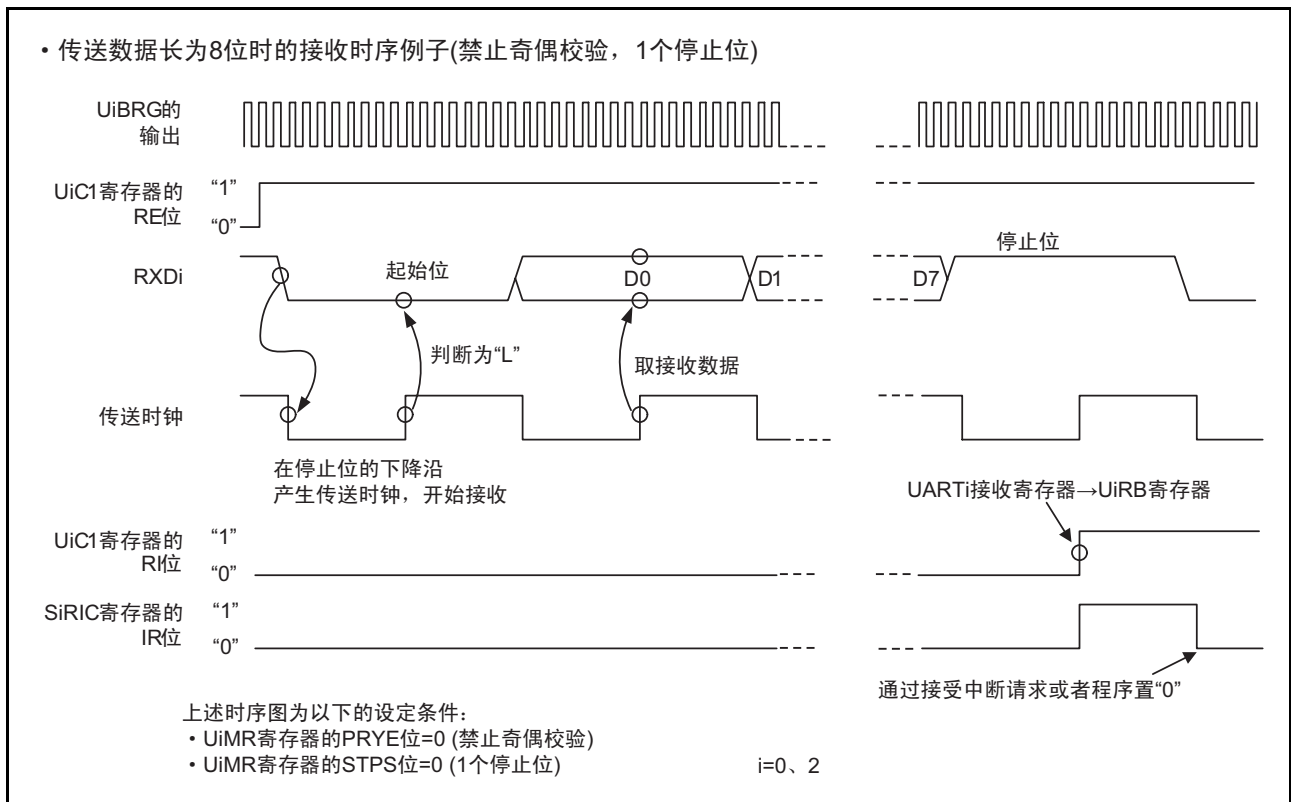 ・传送数据长为8位时的接收时序例子(禁止奇偶校验，1个停止位)
UiBRG的
输出
UiC1寄存器的
RE位
“1”
“0”
RXDi
起始位
D0
D1
D7
停止位
判断为“L”
取接收数据
传送时钟
在停止位的下降沿
产生传送时钟，开始接收
UARTi接收寄存器→UiRB寄存器
UiC1寄存器的
RI位
“1”
“0”
SiRIC寄存器的
IR位
“1”
“0”
通过接受中断请求或者程序置“0”
上述时序图为以下的设定条件：
・UiMR寄存器的PRYE位=0 (禁止奇偶校验)
・UiMR寄存器的STPS位=0 (1个停止位)
i=0、2